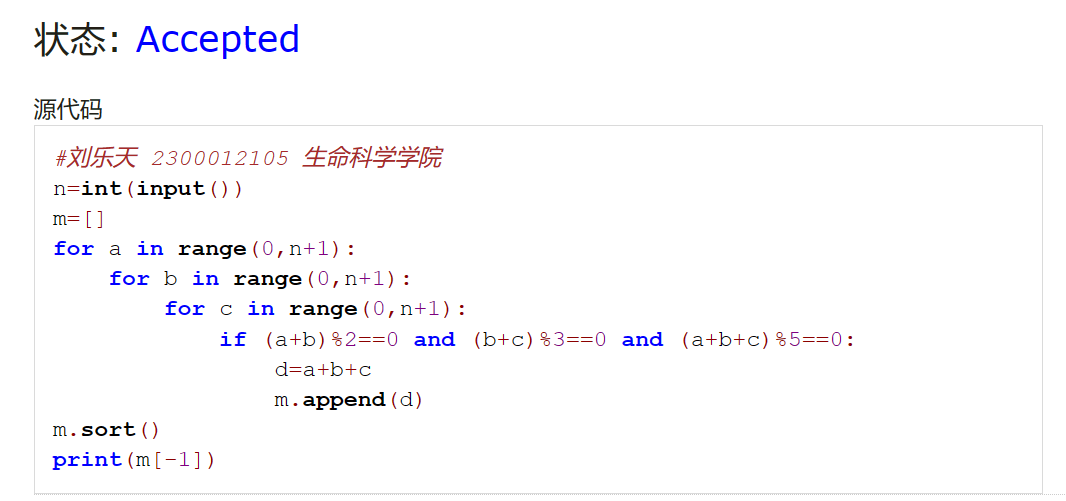 状态: Accepted
源代码
#刘乐天 2300012105 生命科学学院
n=int(input())
m=[]
for a in range(0,n+1):
    for b in range(0,n+1):
        for c in range(0,n+1):
            if (a+b)%2==0 and (b+c)%3==0 and (a+b+c)%5==0:
                d=a+b+c
                m.append(d)
m.sort()
print(m[-1])